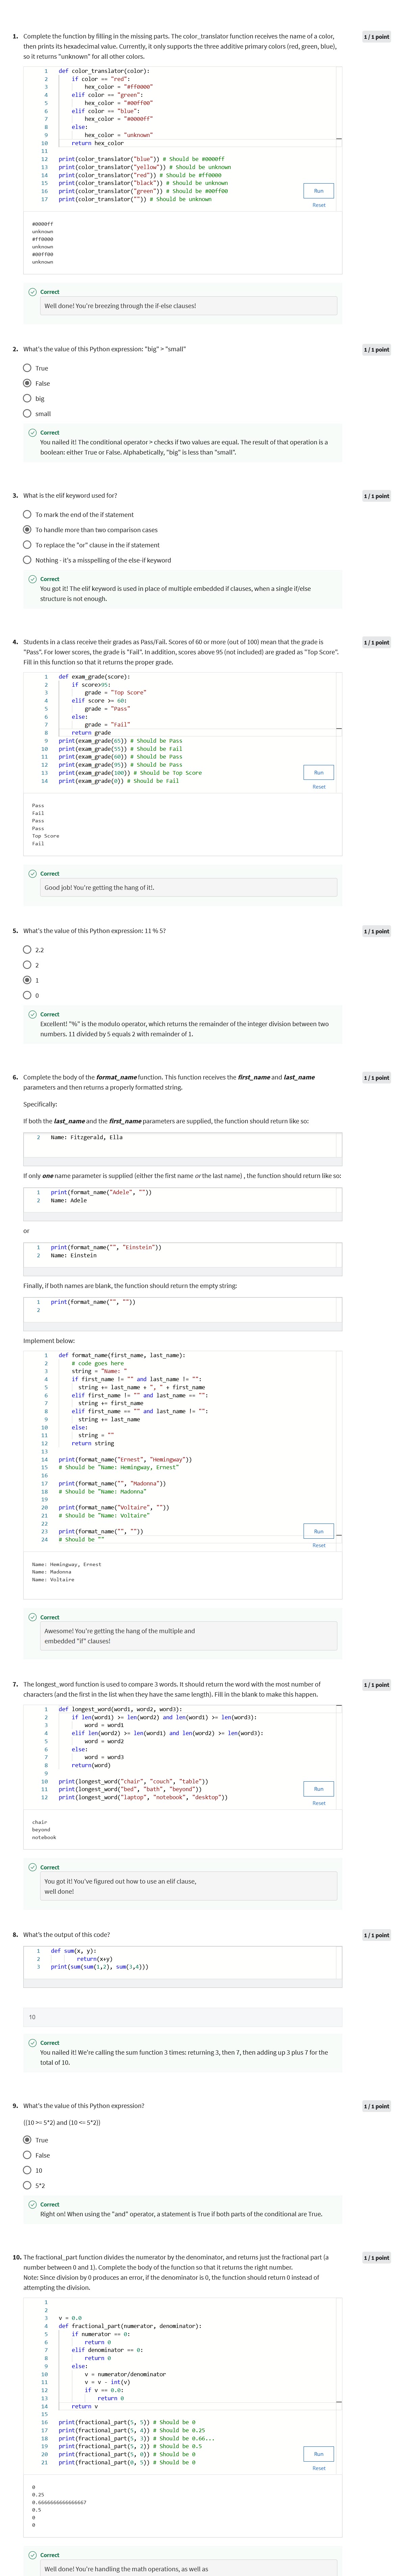 1. Complete the function by filling in the missing parts. The color_translator function receives the name of a color, 1 / 1 point
then prints its hexadecimal value. Currently, it only supports the three additive primary colors (red, green, blue),
so it returns "unknown" for all other colors.
1 def color_translator(color):
2 if color == "red":
3 hex_color = "#ff0000"
4 elif color == "green":
5 hex_color = "#00ff00"
6 elif color == "blue":
7 hex_color = "#0000ff"
8 else:
9 hex_color = "unknown"
10 return hex_color
11
12 print(color_translator("blue")) # Should be #0000ff
13 print(color_translator("yellow")) # Should be unknown
14 print(color_translator("red")) # Should be #ff0000
15 print(color_translator("black")) # Should be unknown
16 print(color_translator("green")) # Should be #00ff00
17 print(color_translator("")) # Should be unknown
Run
Reset
#0000ff
unknown
#ff0000
unknown
#00ff00
unknown
Correct
Well done! You're breezing through the if-else clauses!
2. What's the value of this Python expression: "big" > "small" 1 / 1 point
True
False
big
small
Correct
You nailed it! The conditional operator > checks if two values are equal. The result of that operation is a
boolean: either True or False. Alphabetically, "big" is less than "small".
3. What is the elif keyword used for? 1 / 1 point
To mark the end of the if statement
To handle more than two comparison cases
To replace the "or" clause in the if statement
Nothing - it's a misspelling of the else-if keyword
Correct
You got it! The elif keyword is used in place of multiple embedded if clauses, when a single if/else
structure is not enough.
4. Students in a class receive their grades as Pass/Fail. Scores of 60 or more (out of 100) mean that the grade is 1 / 1 point
"Pass". For lower scores, the grade is "Fail". In addition, scores above 95 (not included) are graded as "Top Score".
Fill in this function so that it returns the proper grade.
1 def exam_grade(score):
2 if score>95:
3 grade = "Top Score"
4 elif score >= 60:
5 grade = "Pass"
6 else:
7 grade = "Fail"
8 return grade
9 print(exam_grade(65)) # Should be Pass
10 print(exam_grade(55)) # Should be Fail
11 print(exam_grade(60)) # Should be Pass
12 print(exam_grade(95)) # Should be Pass
13 print(exam_grade(100)) # Should be Top Score
14 print(exam_grade(0)) # Should be Fail
Run
Reset
Pass
Fail
Pass
Pass
Top Score
Fail
Correct
Good job! You're getting the hang of it!.
5. What's the value of this Python expression: 11 % 5? 1 / 1 point
2.2
2
1
0
Correct
Excellent! "%" is the modulo operator, which returns the remainder of the integer division between two
numbers. 11 divided by 5 equals 2 with remainder of 1.
6. Complete the body of the format_name function. This function receives the first_name and last_name 1 / 1 point
parameters and then returns a properly formatted string.
Specifically:
If both the last_name and the first_name parameters are supplied, the function should return like so:
2 Name: Fitzgerald, Ella
If only one name parameter is supplied (either the first name or the last name) , the function should return like so:
1 print(format_name("Adele", ""))
2 Name: Adele
or
1 print(format_name("", "Einstein"))
2 Name: Einstein
Finally, if both names are blank, the function should return the empty string:
1 print(format_name("", ""))
2
Implement below:
1 def format_name(first_name, last_name):
2 # code goes here
3 string = "Name: "
4 if first_name != "" and last_name != "":
5 string += last_name + ", " + first_name
6 elif first_name != "" and last_name == "":
7 string += first_name
8 elif first_name == "" and last_name != "":
9 string += last_name
10 else:
11 string = ""
12 return string
13
14 print(format_name("Ernest", "Hemingway"))
15 # Should be "Name: Hemingway, Ernest"
16
17 print(format_name("", "Madonna"))
18 # Should be "Name: Madonna"
19
20 print(format_name("Voltaire", ""))
21 # Should be "Name: Voltaire"
22
23 print(format_name("", ""))
24 # Should be ""
Run
Reset
Name: Hemingway, Ernest
Name: Madonna
Name: Voltaire
Correct
Awesome! You're getting the hang of the multiple and
embedded "if" clauses!
7. The longest_word function is used to compare 3 words. It should return the word with the most number of 1 / 1 point
characters (and the first in the list when they have the same length). Fill in the blank to make this happen.
1 def longest_word(word1, word2, word3):
2 if len(word1) >= len(word2) and len(word1) >= len(word3):
3 word = word1
4 elif len(word2) >= len(word1) and len(word2) >= len(word3):
5 word = word2
6 else:
7 word = word3
8 return(word)
9
10 print(longest_word("chair", "couch", "table"))
11 print(longest_word("bed", "bath", "beyond"))
12 print(longest_word("laptop", "notebook", "desktop"))
Run
Reset
chair
beyond
notebook
Correct
You got it! You've figured out how to use an elif clause,
well done!
8. What's the output of this code? 1 / 1 point
1 def sum(x, y):
2 return(x+y)
3 print(sum(sum(1,2), sum(3,4)))
10
Correct
You nailed it! We're calling the sum function 3 times: returning 3, then 7, then adding up 3 plus 7 for the
total of 10.
9. What's the value of this Python expression? 1 / 1 point
((10 >= 5*2) and (10 <= 5*2))
True
False
10
5*2
Correct
Right on! When using the "and" operator, a statement is True if both parts of the conditional are True.
10. The fractional_part function divides the numerator by the denominator, and returns just the fractional part (a 1 / 1 point
number between 0 and 1). Complete the body of the function so that it returns the right number.
Note: Since division by 0 produces an error, if the denominator is 0, the function should return 0 instead of
attempting the division.
1
2
3 v = 0.0
4 def fractional_part(numerator, denominator):
5 if numerator == 0:
6 return 0
7 elif denominator == 0:
8 return 0
9 else:
10 v = numerator/denominator
11 v = v - int(v)
12 if v == 0.0:
13 return 0
14 return v
15
16 print(fractional_part(5, 5)) # Should be 0
17 print(fractional_part(5, 4)) # Should be 0.25
18 print(fractional_part(5, 3)) # Should be 0.66...
19 print(fractional_part(5, 2)) # Should be 0.5
20 print(fractional_part(5, 0)) # Should be 0
21 print(fractional_part(0, 5)) # Should be 0
Run
Reset
0
0.25
0.6666666666666667
0.5
0
0
Correct
Well done! You're handling the math operations, as well as